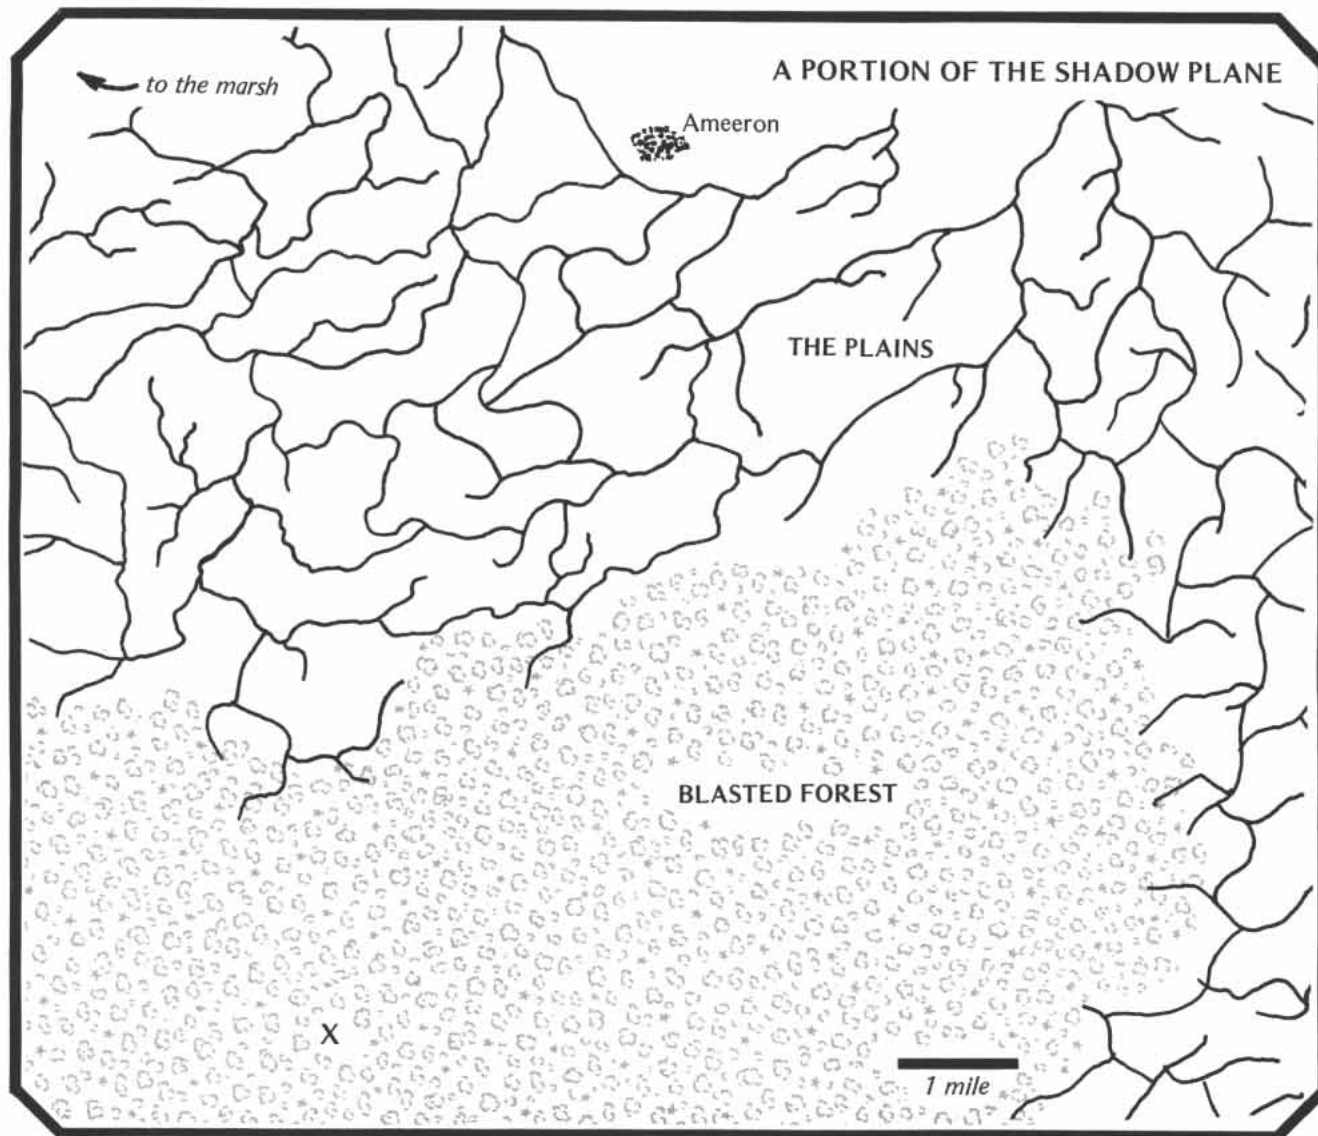 A PORTION OF THE SHADOW PLANE
to the marsh
Ameeron
THE PLAINS
BLASTED FOREST
X
1 mile